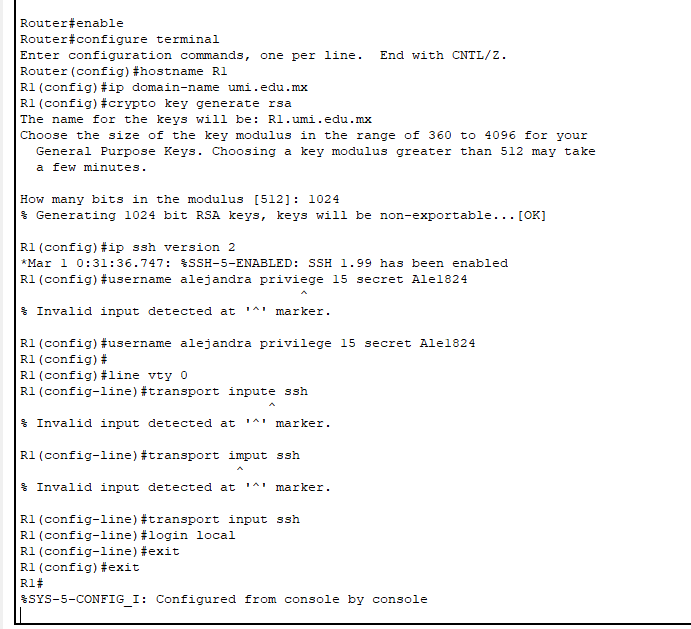 Router#enable
Router#configure terminal
Enter configuration commands, one per line.  End with CNTL/Z.
Router(config)#hostname R1
R1(config)#ip domain-name umi.edu.mx
R1(config)#crypto key generate rsa
The name for the keys will be: R1.umi.edu.mx
Choose the size of the key modulus in the range of 360 to 4096 for your
  General Purpose Keys. Choosing a key modulus greater than 512 may take
  a few minutes.
How many bits in the modulus [512]: 1024
% Generating 1024 bit RSA keys, keys will be non-exportable...[OK]
R1(config)#ip ssh version 2
*Mar 1 0:31:36.747: %SSH-5-ENABLED: SSH 1.99 has been enabled
R1(config)#username alejandra priviege 15 secret Ale1824
^
% Invalid input detected at '^' marker.
R1(config)#username alejandra privilege 15 secret Ale1824
R1(config)#
R1(config)#line vty 0
R1(config-line)#transport inpute ssh
^
% Invalid input detected at '^' marker.
R1(config-line)#transport imput ssh
^
% Invalid input detected at '^' marker.
R1(config-line)#transport input ssh
R1(config-line)#login local
R1(config-line)#exit
R1(config)#exit
R1#
%SYS-5-CONFIG_I: Configured from console by console